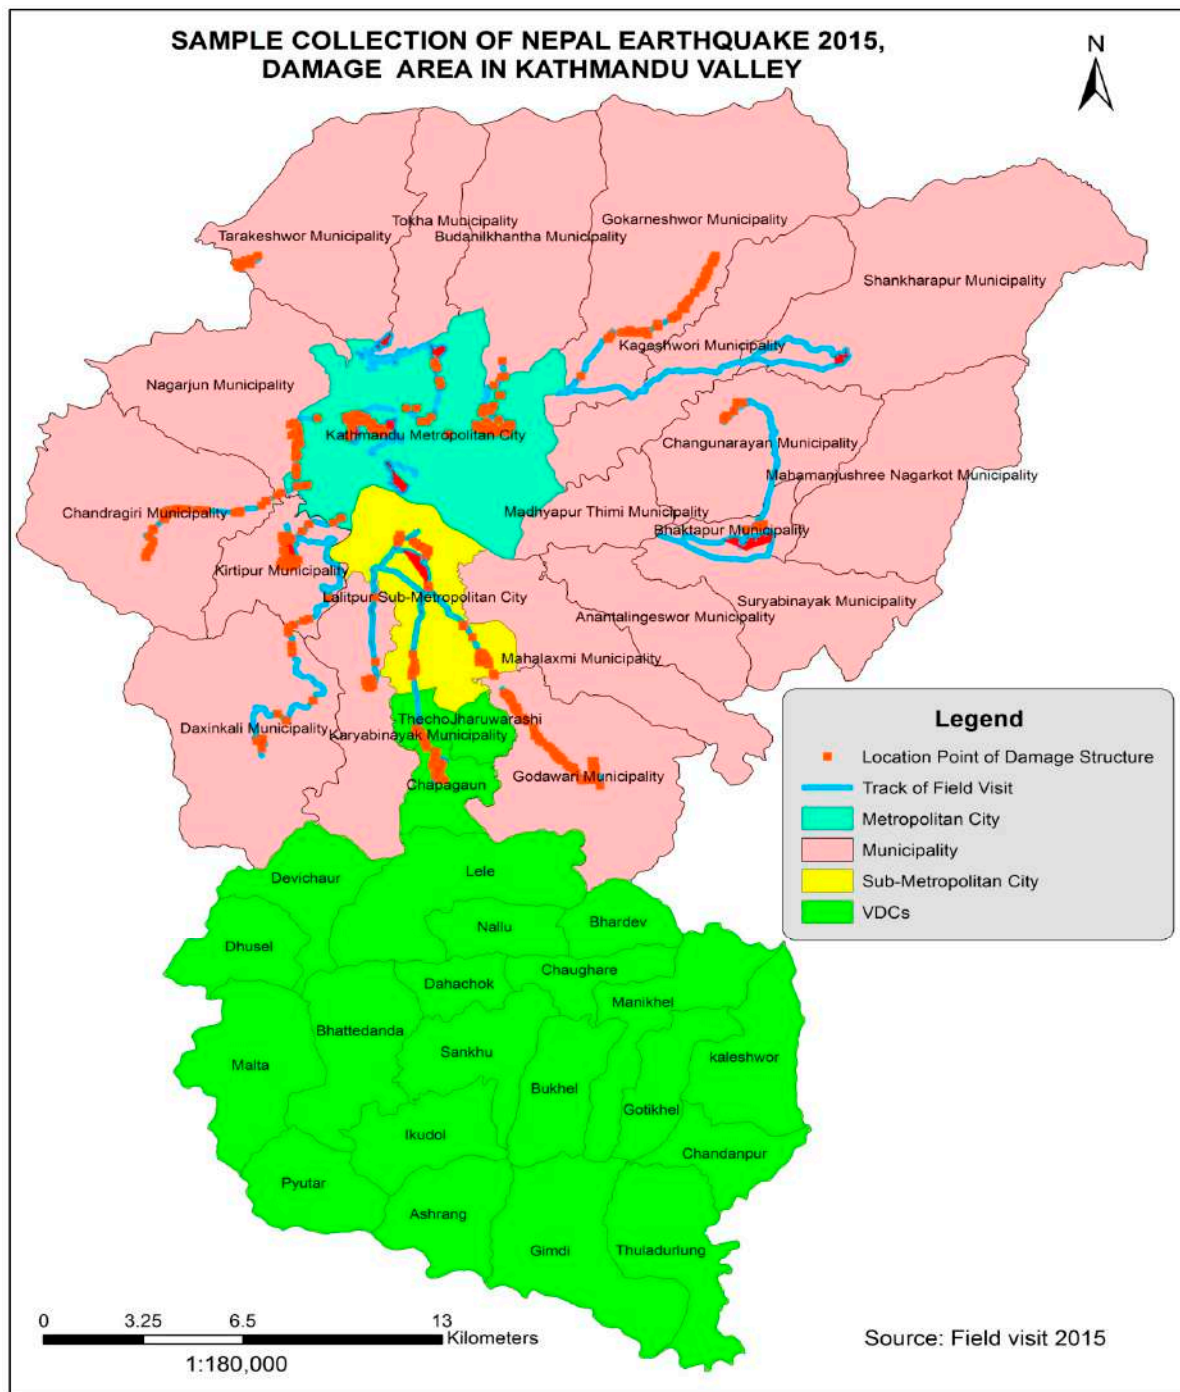 SAMPLE COLLECTION OF NEPAL EARTHQUAKE 2015,
DAMAGE AREA IN KATHMANDU VALLEY
N
Tokha Municipality
Gokarneshwor Municipality
Tarakeshwor Municipality
Budanilkhantha Municipality
Shankharapur Municipality
Kageshwori Municipality
Nagarjun Municipality
Kathmandu Metropolitan City
Changunarayan Municipality
Mahamanjushree Nagarkot Municipality
Chandragiri Municipality
Madhyapur Thimi Municipality
Bhaktapur Municipality
Kirtipur Municipality
Lalitpur Sub-Metropolitan City
Suryabinayak Municipality
Anantalingeswor Municipality
Mahalaxmi Municipality
Daxinkali Municipality
Thecho
Jharuwarashi
Karyabinayak Municipality
Godawari Municipality
Chapagaun
Legend
Location Point of Damage Structure
Track of Field Visit
Metropolitan City
Municipality
Sub-Metropolitan City
VDCs
Devichaur
Lele
Nallu
Bhardev
Dhusel
Chaughare
Dahachok
Manikhel
Bhattedanda
Sankhu
kaleshwor
Malta
Bukhel
Gotikhel
Ikudol
Chandanpur
Pyutar
Ashrang
Gimdi
Thuladurlung
0 3.25 6.5 13
Kilometers
1:180,000
Source: Field visit 2015